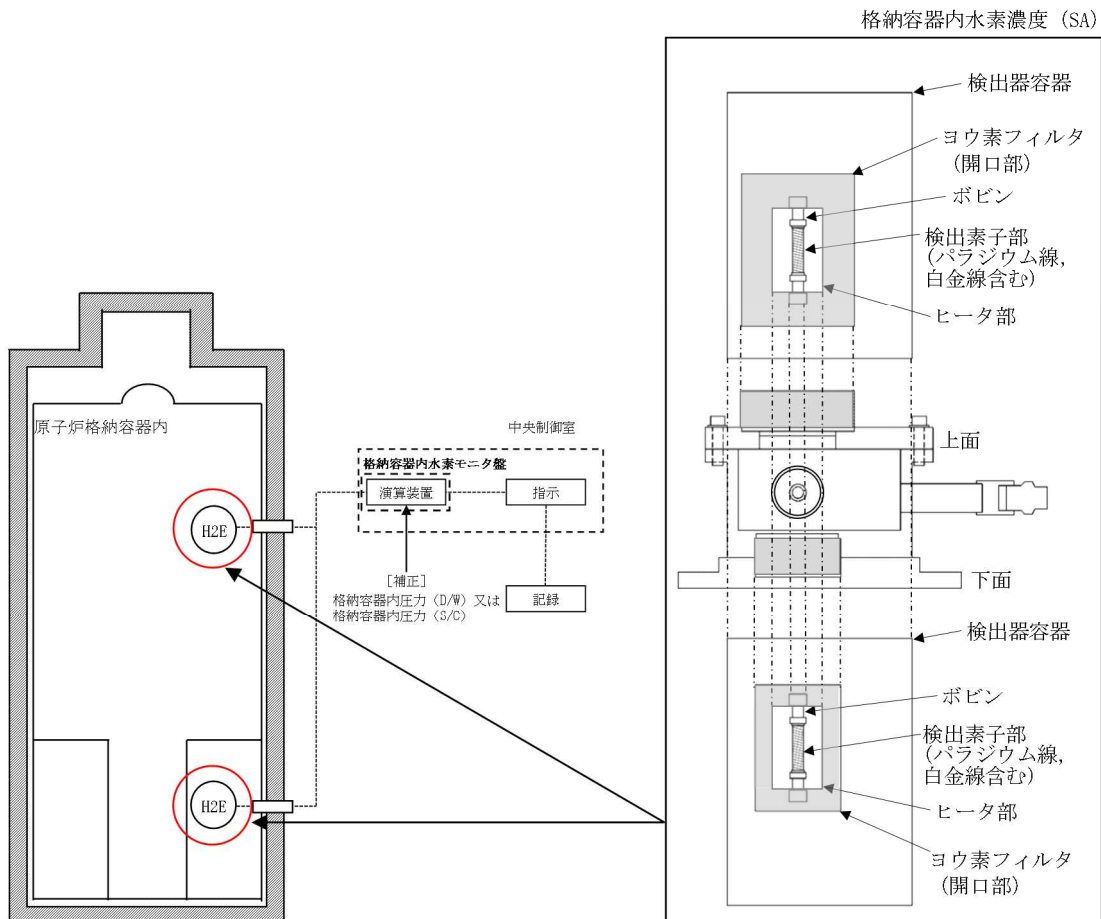 格納容器内水素濃度 (SA)
検出器容器
ヨウ素フィルタ
(開口部)
ボビン
検出素子部
(パラジウム線,
白金線含む)
ヒータ部
上面
下面
検出器容器
ボビン
検出素子部
(パラジウム線,
白金線含む)
ヒータ部
ヨウ素フィルタ
(開口部)
原子炉格納容器内
中央制御室
格納容器内水素モニタ盤
演算装置
指示
H2E
[補正]
格納容器内圧力 (D/W) 又は
格納容器内圧力 (S/C)
記録
H2E